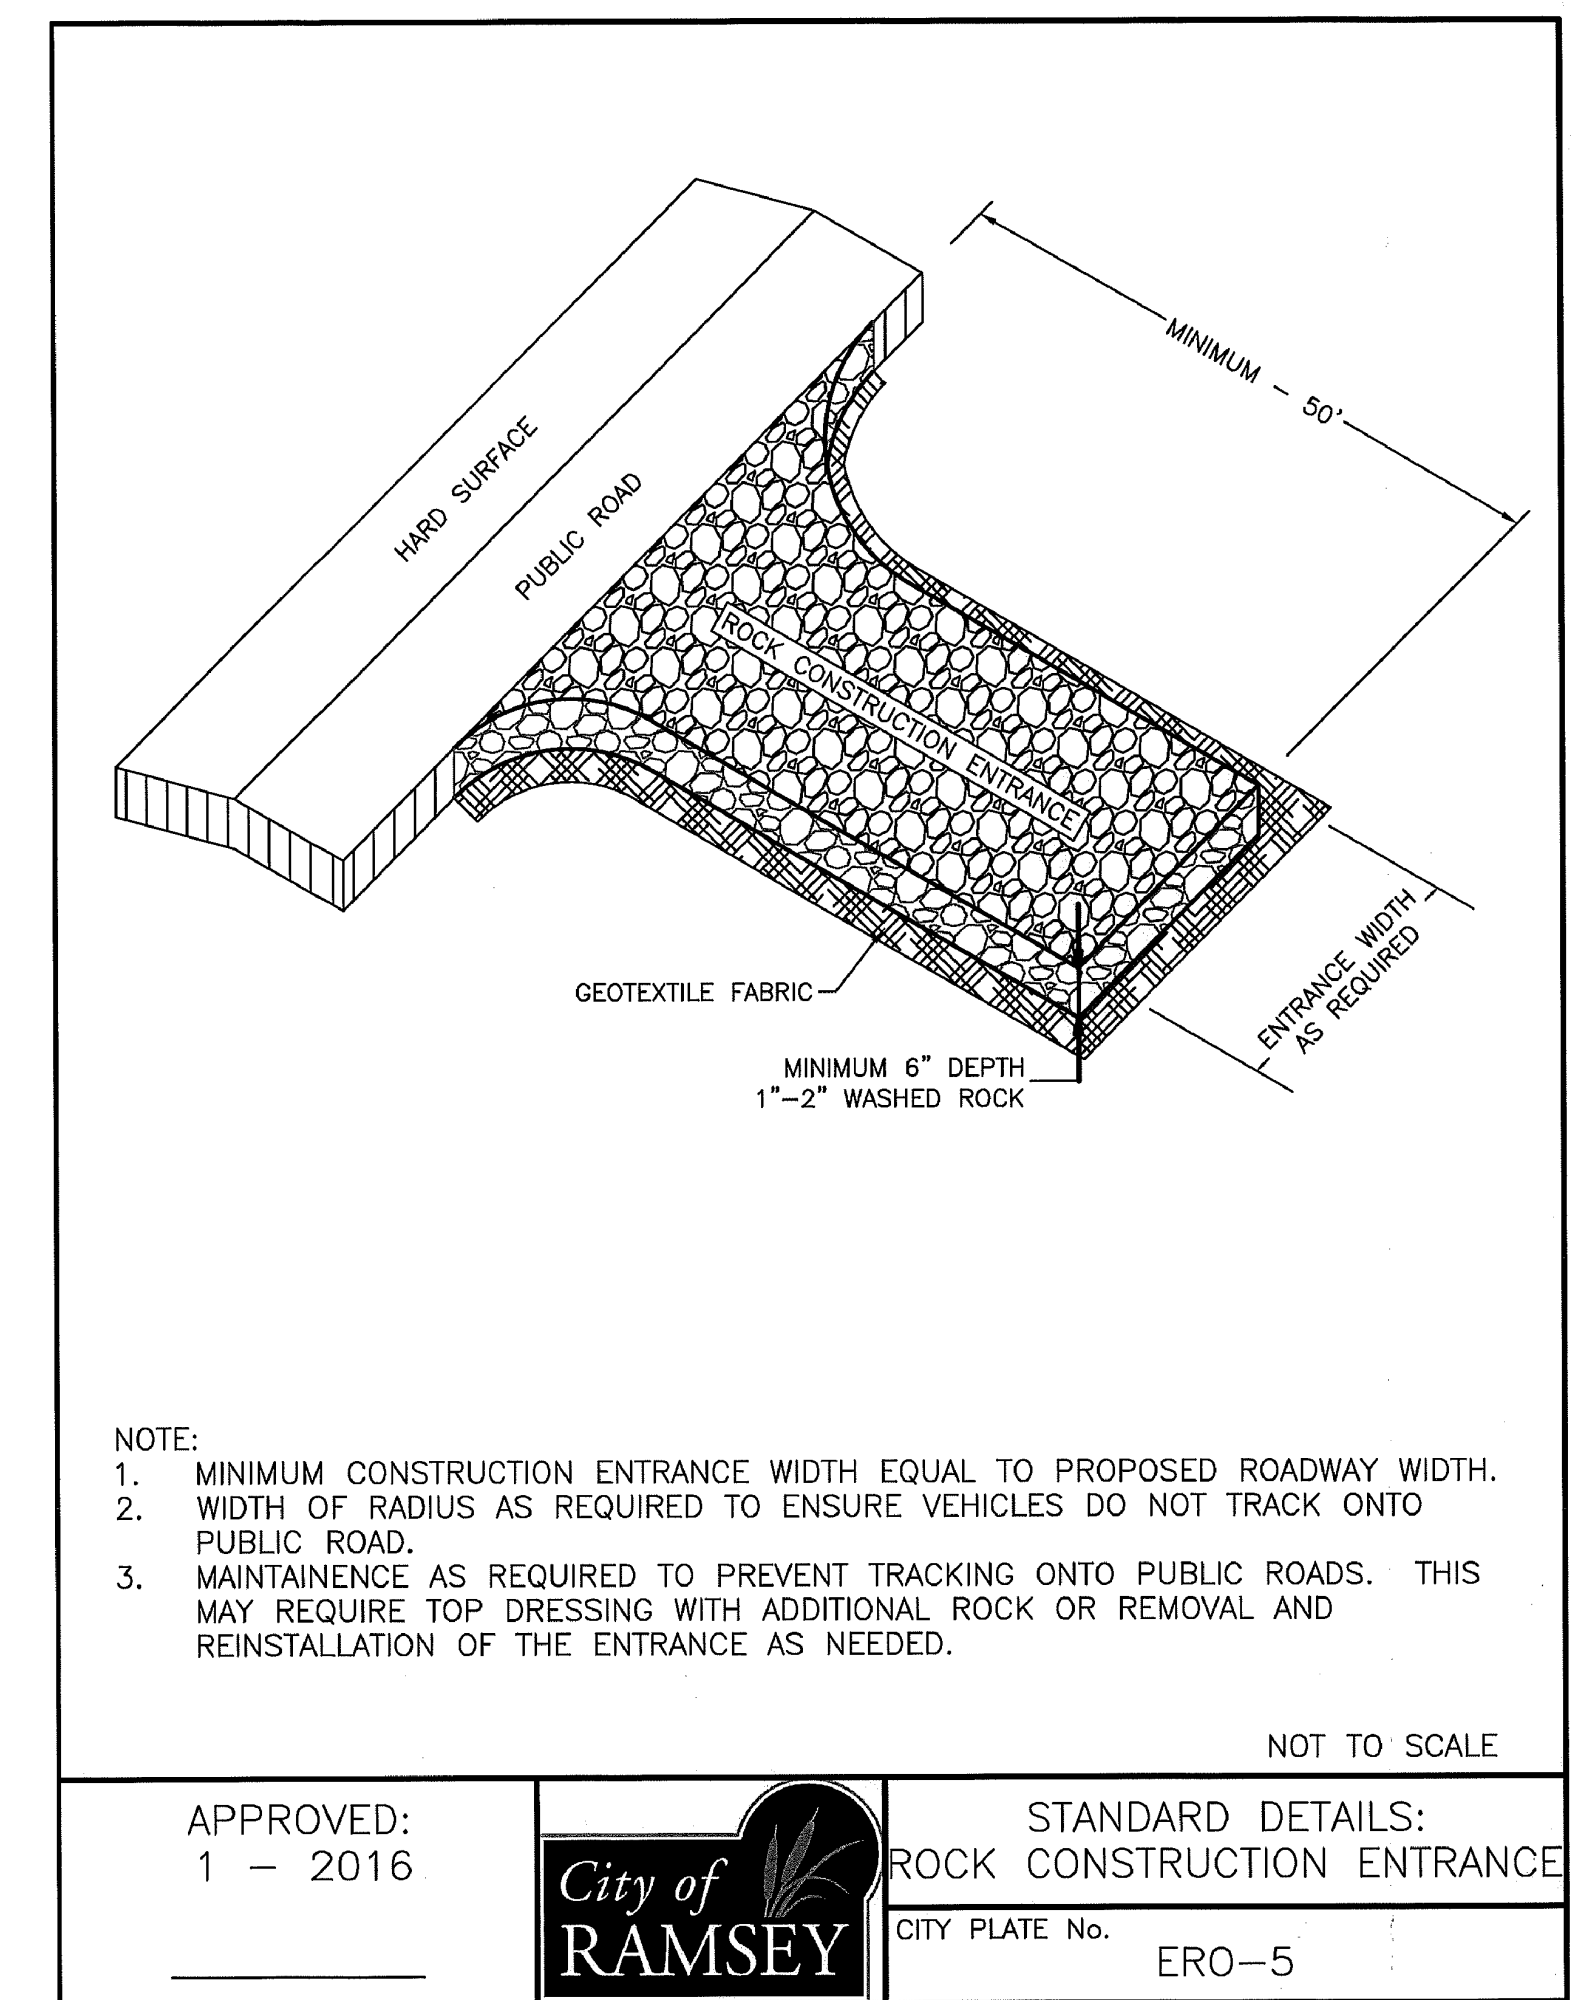 MINIMUM - 50'
HARD SURFACE
PUBLIC ROAD
ROCK CONSTRUCTION ENTRANCE
ENTRANCE WIDTH
AS REQUIRED
GEOTEXTILE FABRIC
MINIMUM 6" DEPTH
1"-2" WASHED ROCK
NOTE:
1. MINIMUM CONSTRUCTION ENTRANCE WIDTH EQUAL TO PROPOSED ROADWAY WIDTH.
2. WIDTH OF RADIUS AS REQUIRED TO ENSURE VEHICLES DO NOT TRACK ONTO
PUBLIC ROAD.
3. MAINTAINENCE AS REQUIRED TO PREVENT TRACKING ONTO PUBLIC ROADS. THIS
MAY REQUIRE TOP DRESSING WITH ADDITIONAL ROCK OR REMOVAL AND
REINSTALLATION OF THE ENTRANCE AS NEEDED.
NOT TO SCALE
APPROVED:
1 - 2016
City of
RAMSEY
STANDARD DETAILS:
ROCK CONSTRUCTION ENTRANCE
CITY PLATE No.
ERO-5